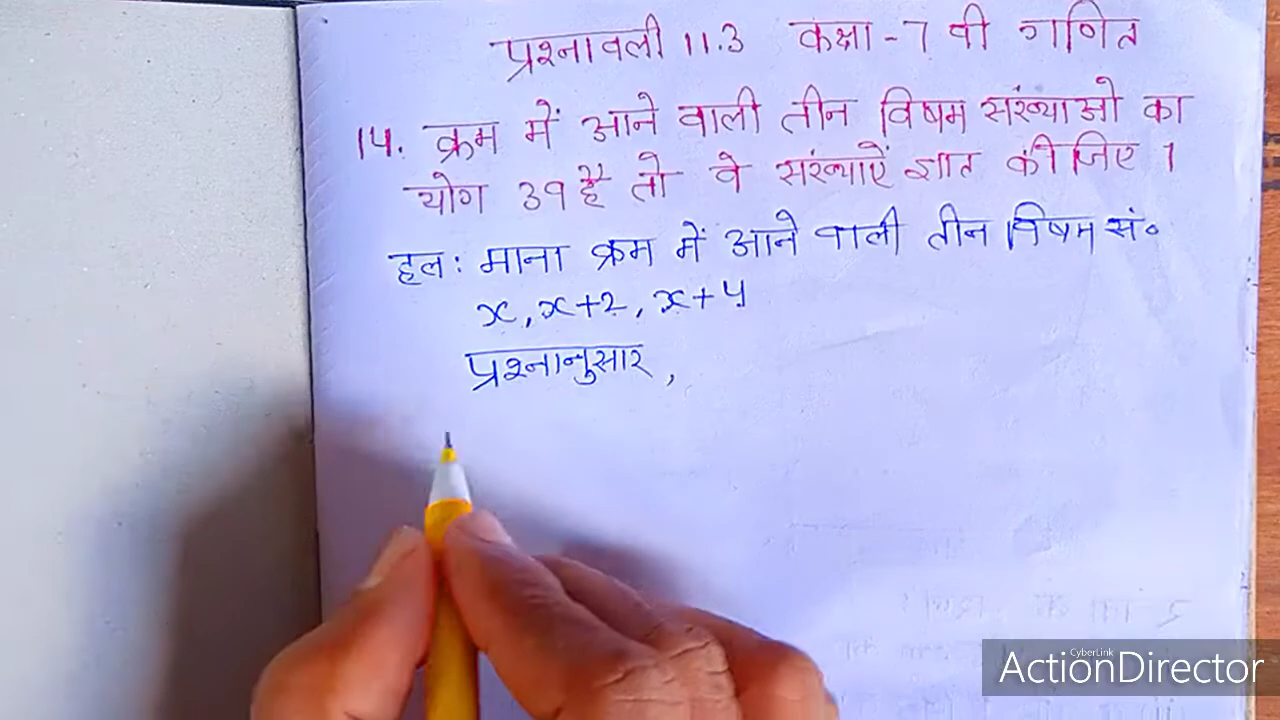 प्रश्नावली 11.3 कक्षा-7 वी गणित
14. क्रम में आने वाली तीन विषम संख्याओ का
योग 39 है तो वे संख्याऐं ज्ञात कीजिए।
हल: माना क्रम में आने वाली तीन विषम सं०
x, x+2, x+4
प्रश्नानुसार,
CyberLink
ActionDirector